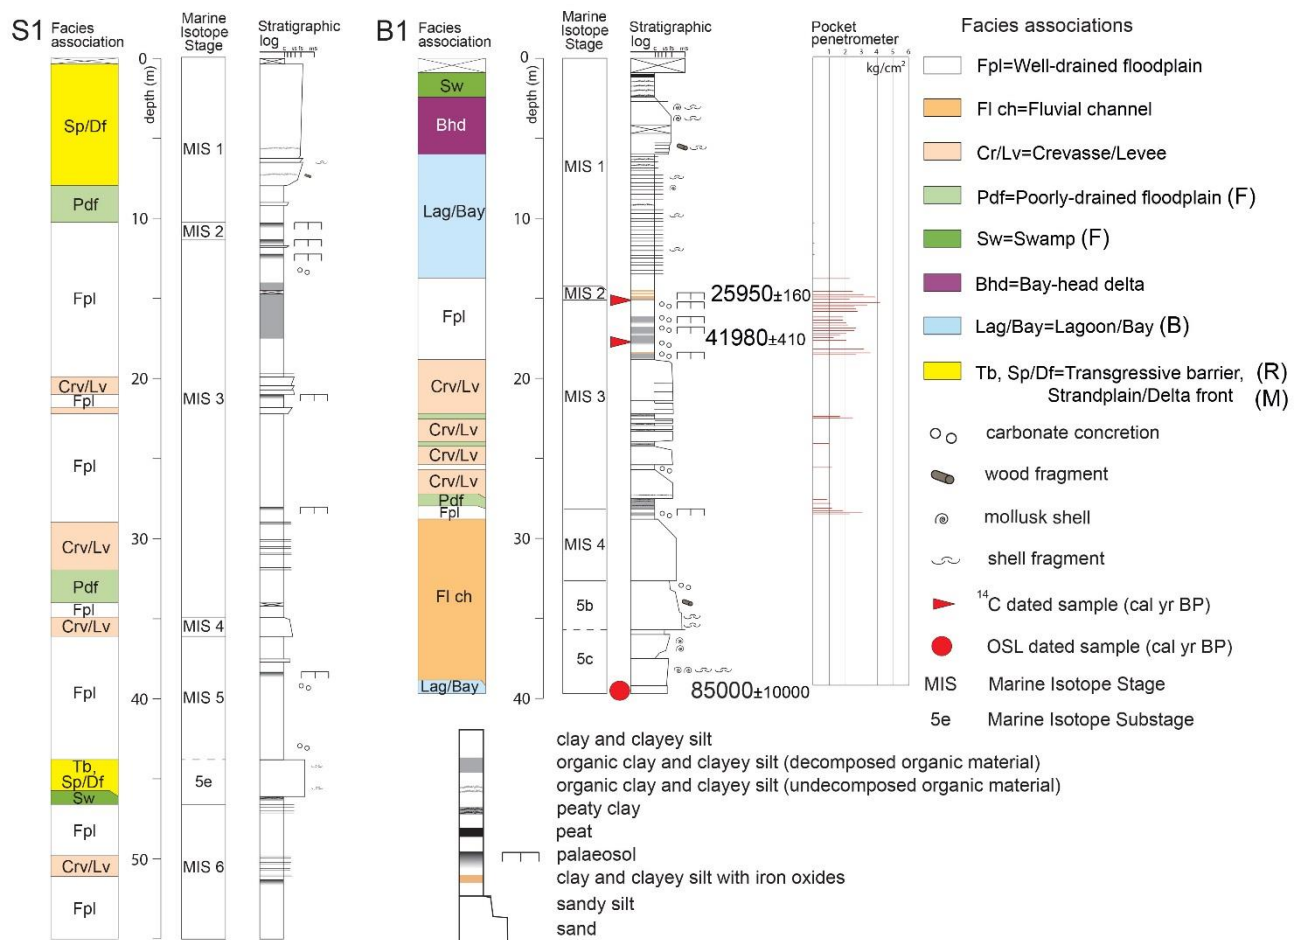 S1
Facies
association
Marine
Isotope
Stage
Stratigraphic
log
depth (m)
0
10
20
30
40
50
Sp/Df
Pdf
Fpl
Crv/Lv
Fpl
Fpl
Crv/Lv
Pdf
Fpl
Crv/Lv
Fpl
Tb,
Sp/Df
Sw
Fpl
Crv/Lv
Fpl
MIS 1
MIS 2
MIS 3
MIS 4
MIS 5
5e
MIS 6
B1
Facies
association
Marine
Isotope
Stage
Stratigraphic
log
depth (m)
0
10
20
30
40
Sw
Bhd
Lag/Bay
Fpl
Crv/Lv
Crv/Lv
Crv/Lv
Crv/Lv
Pdf
Fpl
Fl ch
Lag/Bay
MIS 1
MIS 2
MIS 3
MIS 4
5b
5c
25950±160
41980±410
85000±10000
Pocket
penetrometer
1 2 3 4 5 6
kg/cm²
Facies associations
Fpl=Well-drained floodplain
Fl ch=Fluvial channel
Cr/Lv=Crevasse/Levee
Pdf=Poorly-drained floodplain (F)
Sw=Swamp (F)
Bhd=Bay-head delta
Lag/Bay=Lagoon/Bay (B)
Tb, Sp/Df=Transgressive barrier, (R)
Strandplain/Delta front (M)
carbonate concretion
wood fragment
mollusk shell
shell fragment
¹⁴C dated sample (cal yr BP)
OSL dated sample (cal yr BP)
MIS Marine Isotope Stage
5e Marine Isotope Substage
clay and clayey silt
organic clay and clayey silt (decomposed organic material)
organic clay and clayey silt (undecomposed organic material)
peaty clay
peat
palaeosol
clay and clayey silt with iron oxides
sandy silt
sand